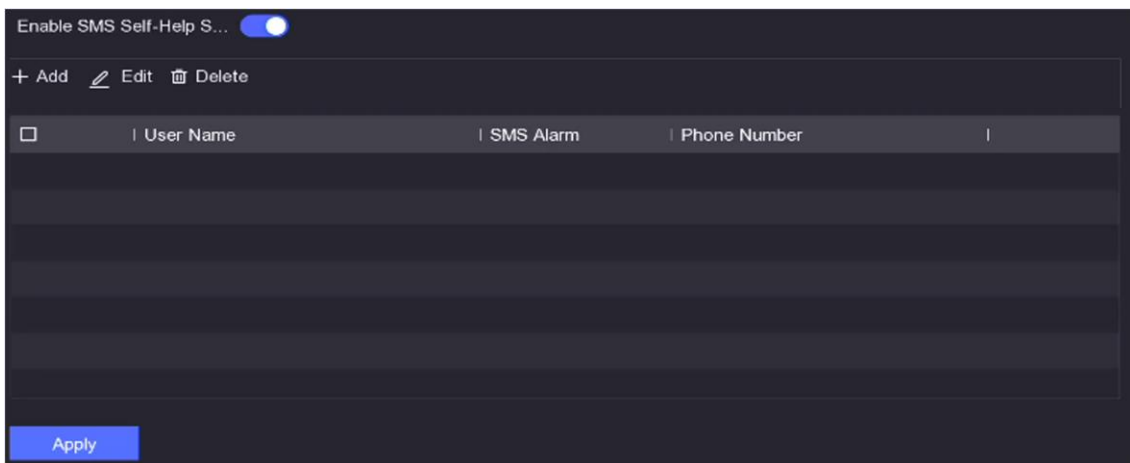 Enable SMS Self-Help S...
+ Add Edit Delete
User Name SMS Alarm Phone Number
Apply